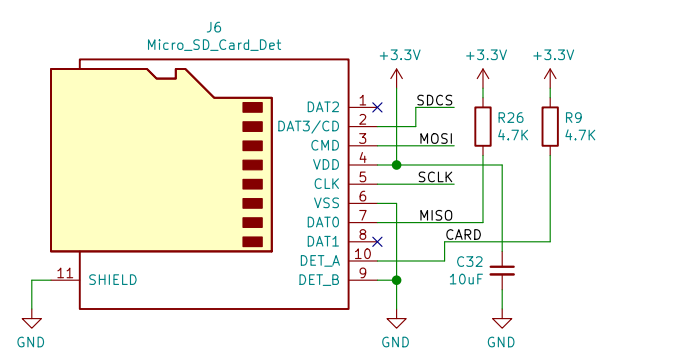 J6
Micro_SD_Card_Det
+3.3V +3.3V +3.3V
DAT2 1 SDCS
DAT3/CD 2 R26 R9
4.7K 4.7K
CMD 3 MOSI
VDD 4
CLK 5 SCLK
VSS 6
DAT0 7 MISO
DAT1 8 CARD
DET_A 10
C32
10uF
11 SHIELD DET_B 9
GND GND GND